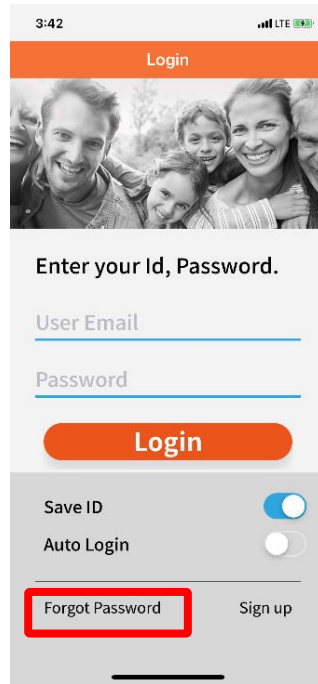 3:42 LTE
Login
Enter your Id, Password.
User Email
Password
Login
Save ID
Auto Login
Forgot Password Sign up